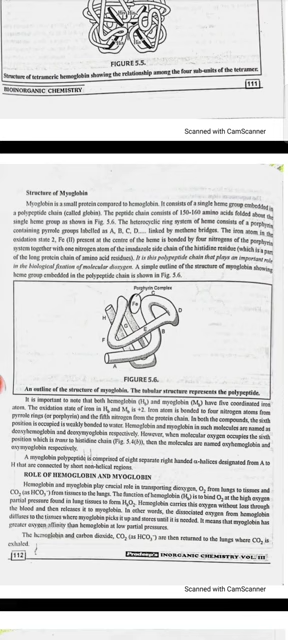 FIGURE 5.5.
Structure of tetrameric hemoglobin showing the relationship among the four sub-units of the tetramer.
111
BIOINORGANIC CHEMISTRY
Scanned with CamScanner
Structure of Myoglobin
Myoglobin is a small protein compared to hemoglobin. It consists of a single heme group embedded in
a polypeptide chain (called globin). The peptide chain consists of 150-160 amino acids folded about the
single heme group as shown in Fig. 5.6. The heterocyclic ring system of heme consists of a porphyrin
containing pyrrole groups labelled as A, B, C, D.... linked by methene bridges. The iron atom in the
oxidation state 2, Fe (II) present at the centre of the heme is bonded by four nitrogens of the porphyrin
system together with one nitrogen atom of the imadazole side chain of the histidine residue (which is a part
of the long protein chain of amino acid residues). It is this polypeptide chain that plays an important role
in the biological fixation of molecular dioxygen. A simple outline of the structure of myoglobin showing
heme group embedded in the polypeptide chain is shown in Fig. 5.6.
Porphyrin Complex
C
Fe
D
H
F
A
FIGURE 5.6.
An outline of the structure of myoglobin. The tubular structure represents the polypeptide.
It is important to note that both hemoglobin (Hb) and myoglobin (Mb) have five coordinated iron
atom. The oxidation state of iron in Hb and Mb is +2. Iron atom is bonded to four nitrogen atoms from
pyrrole rings (or porphyrin) and the fifth nitrogen from the protein chain. In both the compounds, the sixth
position is occupied is weakly bonded to water. Hemoglobin and myoglobin in such molecules are named as
deoxyhemoglobin and deoxymyoglobin respectively. However, when molecular oxygen occupies the sixth
position which is trans to histidine chain (Fig. 5.4(b)), then the molecules are named oxyhemoglobin and
oxymyoglobin respectively.
A myoglobin polypeptide is comprised of eight separate right handed α-helices designated from A to
H that are connected by short non-helical regions.
ROLE OF HEMOGLOBIN AND MYOGLOBIN
Hemoglobin and myoglobin play crucial role in transporting dioxygen, O2 from lungs to tissues and
CO2 (as HCO3-) from tissues to the lungs. The function of hemoglobin (Hb) is to bind O2 at the high oxygen
partial pressure found in lung tissues to form HbO2. Hemoglobin carries this oxygen without loss through
the blood and then releases it to myoglobin. In other words, the dissociated oxygen from hemoglobin
diffuses to the tissues where myoglobin picks it up and stores until it is needed. It means that myoglobin has
greater oxygen affinity than hemoglobin at low partial pressures.
The hemoglobin and carbon dioxide, CO2 (as HCO3-) are then returned to the lungs where CO2 is
exhaled.
112
Pradeep's INORGANIC CHEMISTRY VOL. III
Scanned with CamScanner